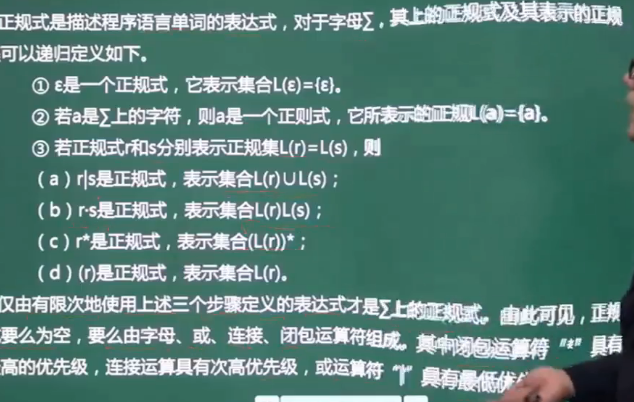 正规式是描述程序语言单词的表达式，对于字母∑，其上的正规式及其表示的正规
可以递归定义如下。
① ε是一个正规式，它表示集合L(ε)={ε}。
② 若a是∑上的字符，则a是一个正则式，它所表示的正规L(a)={a}。
③ 若正规式r和s分别表示正规集L(r)=L(s)，则
（a）r|s是正规式，表示集合L(r)∪L(s)；
（b）r·s是正规式，表示集合L(r)L(s)；
（c）r*是正规式，表示集合(L(r))*；
（d）(r)是正规式，表示集合L(r)。
仅由有限次地使用上述三个步骤定义的表达式才是∑上的正规式。由此可见，正规
要么为空，要么由字母、或、连接、闭包运算符组成。其中闭包运算符“*”具有
高的优先级，连接运算具有次高优先级，或运算符“|”具有最低优